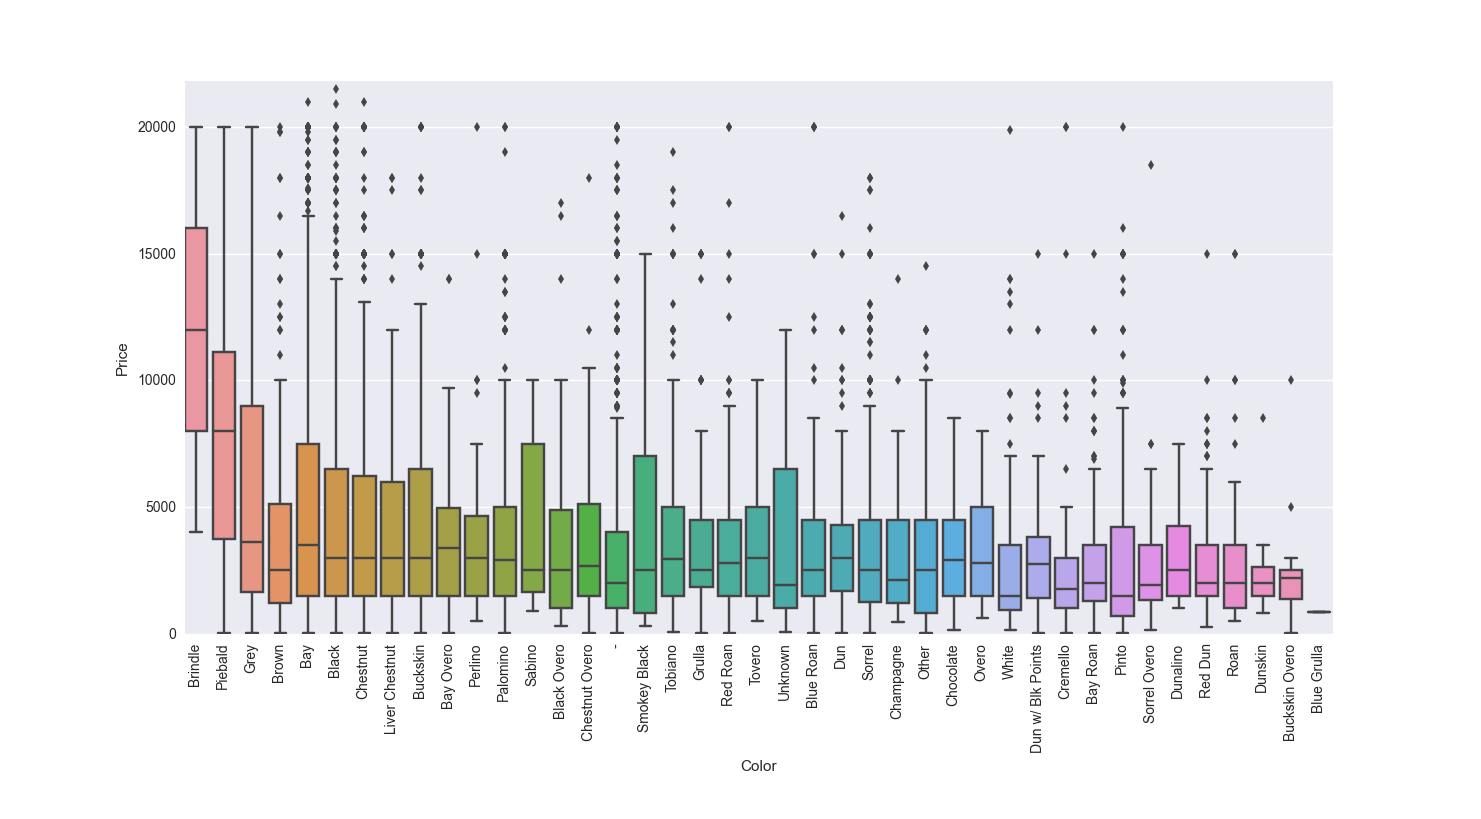 20000
15000
10000
5000
0
Price
Brindle
Piebald
Grey
Brown
Bay
Black
Chestnut
Liver Chestnut
Buckskin
Bay Overo
Perlino
Palomino
Sabino
Black Overo
Chestnut Overo
-
Smokey Black
Tobiano
Grulla
Red Roan
Tovero
Unknown
Blue Roan
Dun
Sorrel
Champagne
Other
Chocolate
Overo
White
Dun w/ Blk Points
Cremello
Bay Roan
Pinto
Sorrel Overo
Dunalino
Red Dun
Roan
Dunskin
Buckskin Overo
Blue Grulla
Color